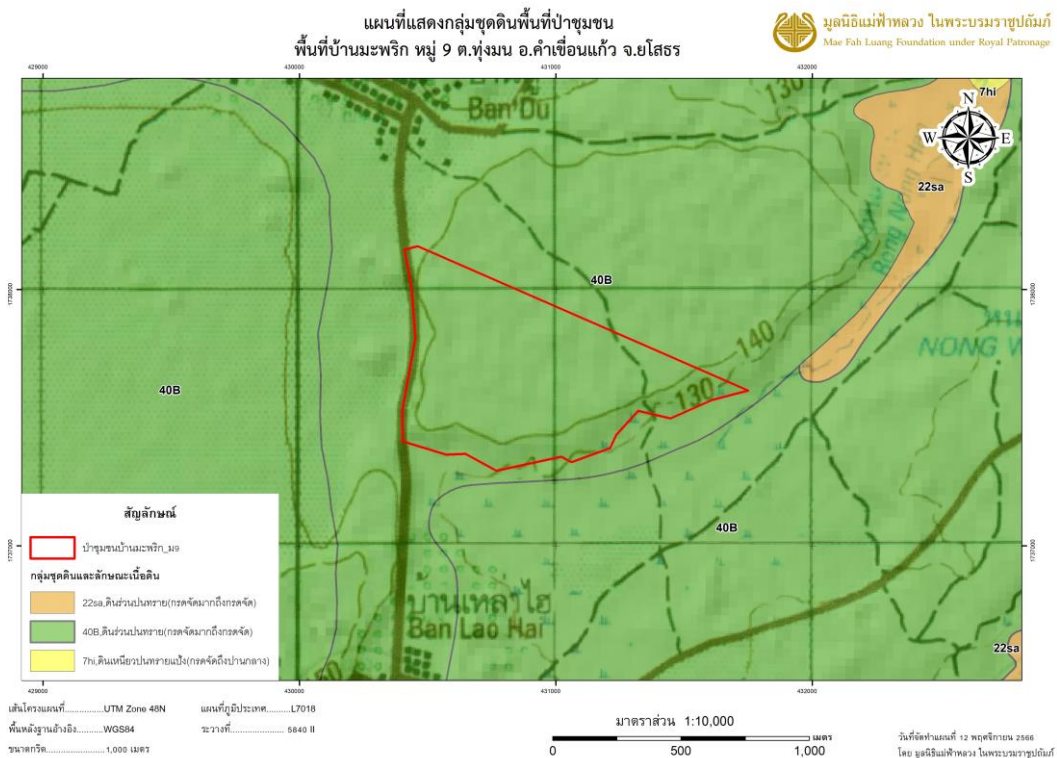 แผนที่แสดงกลุ่มชุดดินพื้นที่ป่าชุมชน
พื้นที่บ้านมะพริก หมู่ 9 ต.ทุ่งมน อ.คำเขื่อนแก้ว จ.ยโสธร
มูลนิธิแม่ฟ้าหลวง ในพระบรมราชูปถัมภ์
Mae Fah Luang Foundation under Royal Patronage
429000 430000 431000 432000
7hi
130
Ban Du
N
W E
S
22sa
40B
1738000 1738000
140
NONG W
40B
130
40B
สัญลักษณ์
ป่าชุมชนบ้านมะพริก_ม9
1737000 1737000
กลุ่มชุดดินและลักษณะเนื้อดิน
22sa,ดินร่วนปนทราย(กรดจัดมากถึงกรดจัด)
40B,ดินร่วนปนทราย(กรดจัดมากถึงกรดจัด)
7hi,ดินเหนียวปนทรายแป้ง(กรดจัดถึงปานกลาง)
บ้านเหล่าไฮ
Ban Lao Hai
22sa
429000 430000 431000 432000
เส้นโครงแผนที่.................UTM Zone 48N แผนที่ภูมิประเทศ..........L7018
พื้นหลักฐานอ้างอิง..........WGS84 ระวางที่....................... 5840 II
ขนาดกริด.........................1,000 เมตร
มาตราส่วน 1:10,000
เมตร
0 500 1,000
วันที่จัดทำแผนที่ 12 พฤศจิกายน 2566
โดย มูลนิธิแม่ฟ้าหลวง ในพระบรมราชูปถัมภ์